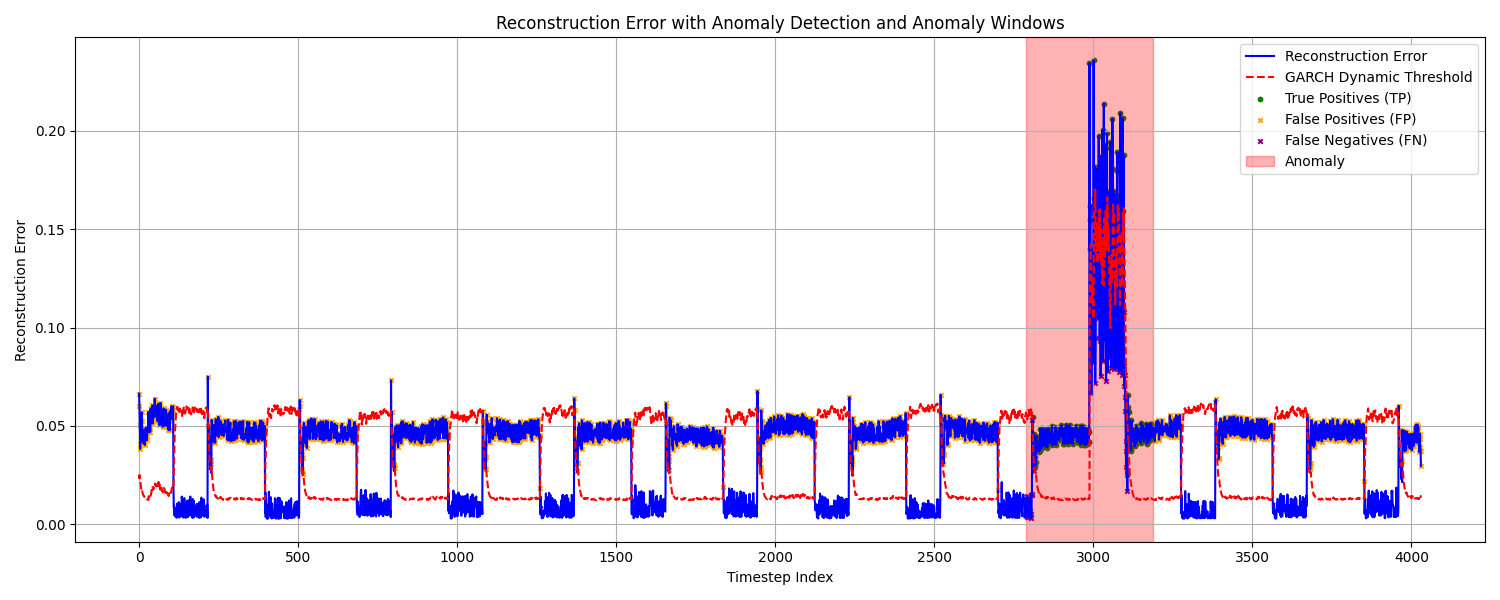 Reconstruction Error with Anomaly Detection and Anomaly Windows
Reconstruction Error
GARCH Dynamic Threshold
True Positives (TP)
False Positives (FP)
False Negatives (FN)
Anomaly
Reconstruction Error
0.20
0.15
0.10
0.05
0.00
0 500 1000 1500 2000 2500 3000 3500 4000
Timestep Index